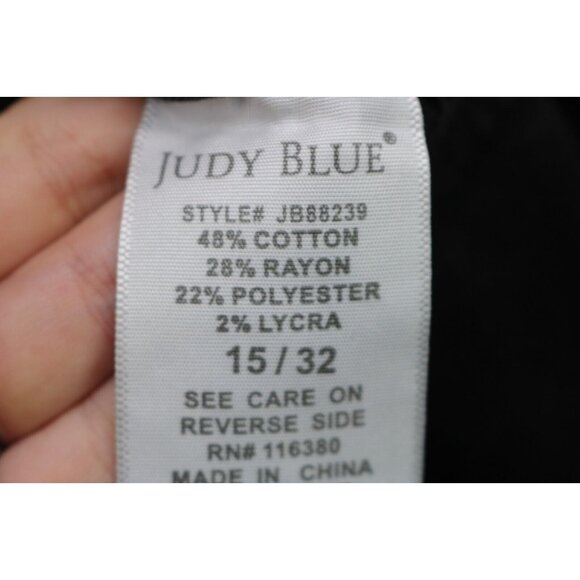 JUDY BLUE®
STYLE# JB88239
48% COTTON
28% RAYON
22% POLYESTER
2% LYCRA
15 / 32
SEE CARE ON
REVERSE SIDE
RN# 116380
MADE IN CHINA